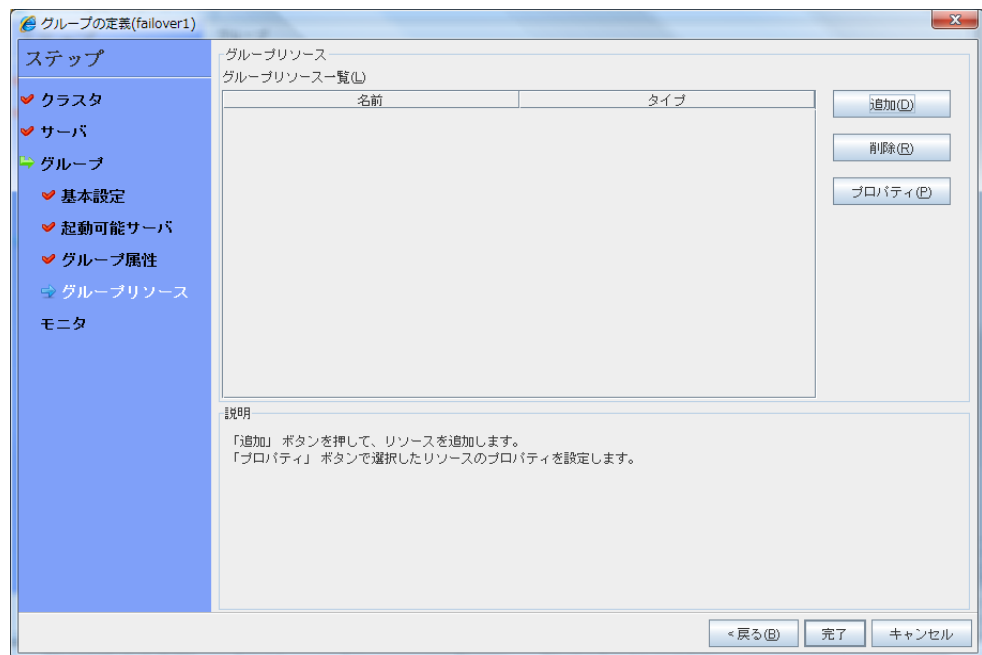 グループの定義(failover1)
ステップ
クラスタ
サーバ
グループ
基本設定
起動可能サーバ
グループ属性
グループリソース
モニタ
グループリソース
グループリソース一覧(L)
名前 タイプ
追加(D)
削除(R)
プロパティ(P)
説明
「追加」 ボタンを押して、リソースを追加します。
「プロパティ」 ボタンで選択したリソースのプロパティを設定します。
<戻る(B) 完了 キャンセル